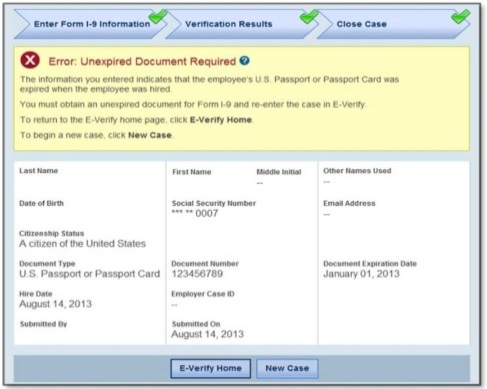 Enter Form I-9 Information Verification Results Close Case
Error: Unexpired Document Required
The information you entered indicates that the employee's U.S. Passport or Passport Card was
expired when the employee was hired.
You must obtain an unexpired document for Form I-9 and re-enter the case in E-Verify.
To return to the E-Verify home page, click E-Verify Home.
To begin a new case, click New Case.
Last Name First Name Middle Initial Other Names Used
-- --
Date of Birth Social Security Number Email Address
*** ** 0007 --
Citizenship Status
A citizen of the United States
Document Type Document Number Document Expiration Date
U.S. Passport or Passport Card 123456789 January 01, 2013
Hire Date Employer Case ID
August 14, 2013 --
Submitted By Submitted On
August 14, 2013
E-Verify Home New Case